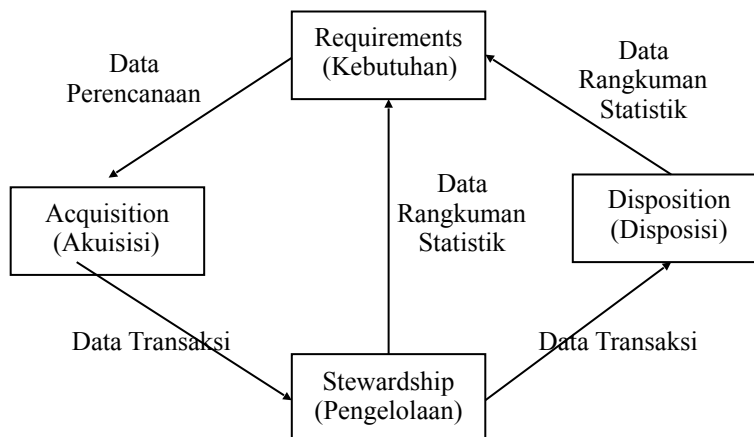 Requirements
(Kebutuhan)
Data
Perencanaan
Data
Rangkuman
Statistik
Acquisition
(Akuisisi)
Data
Rangkuman
Statistik
Disposition
(Disposisi)
Data Transaksi
Data Transaksi
Stewardship
(Pengelolaan)